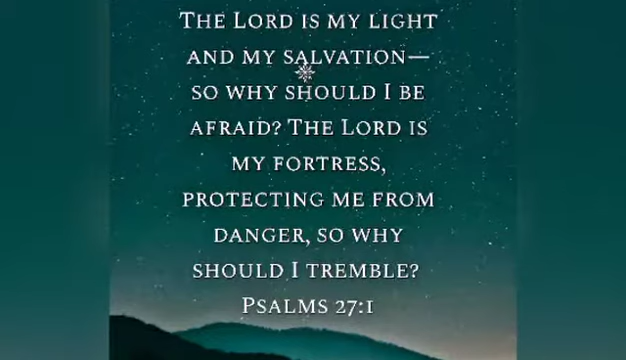 The Lord is my light
and my salvation—
so why should I be
afraid? The Lord is
my fortress,
protecting me from
danger, so why
should I tremble?
Psalms 27:1